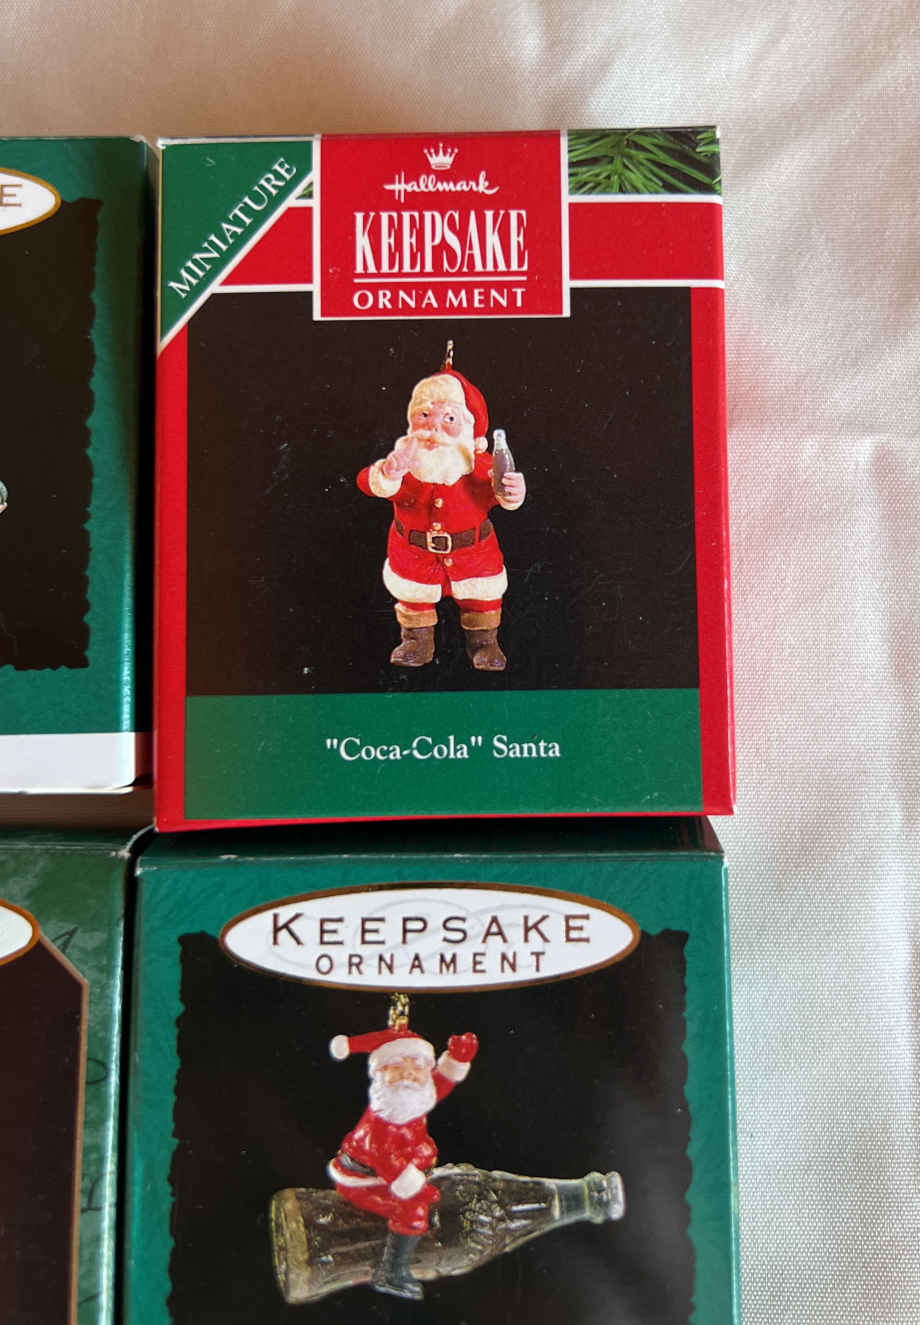 E
MINIATURE
Hallmark
KEEPSAKE
ORNAMENT
"Coca-Cola" Santa
KEEPSAKE
ORNAMENT